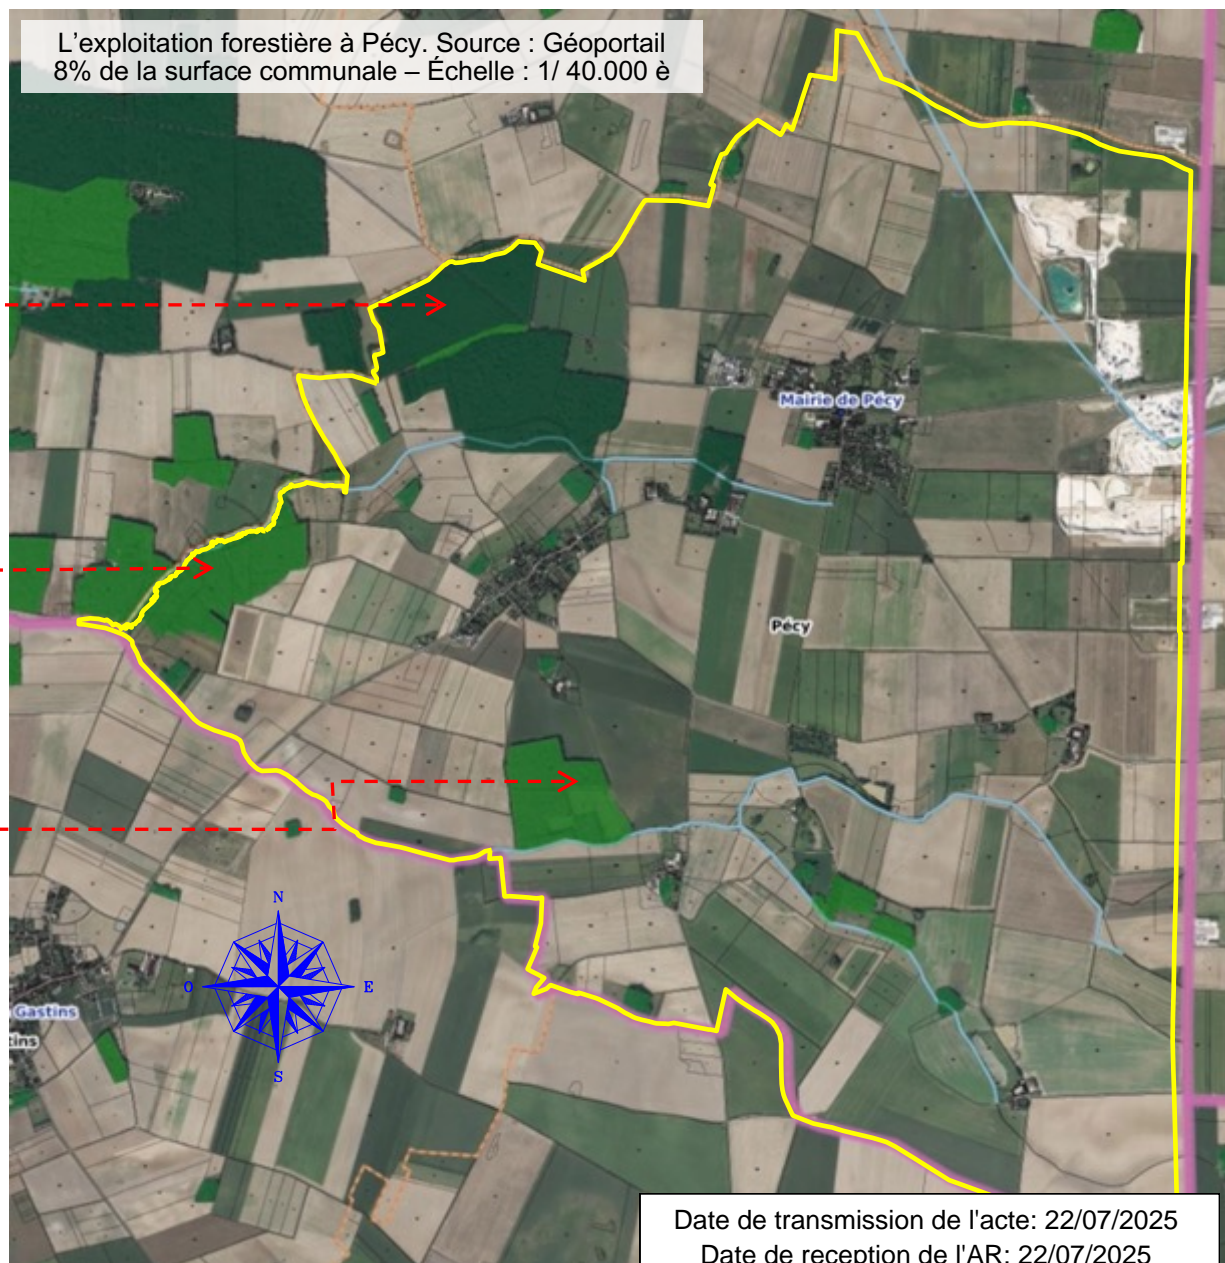 L'exploitation forestière à Pécy. Source : Géoportail
8% de la surface communale – Échelle : 1/ 40.000 è
Mairie de Pécy
Pécy
N
O
E
S
Gastins
tins
Date de transmission de l'acte: 22/07/2025
Date de reception de l'AR: 22/07/2025